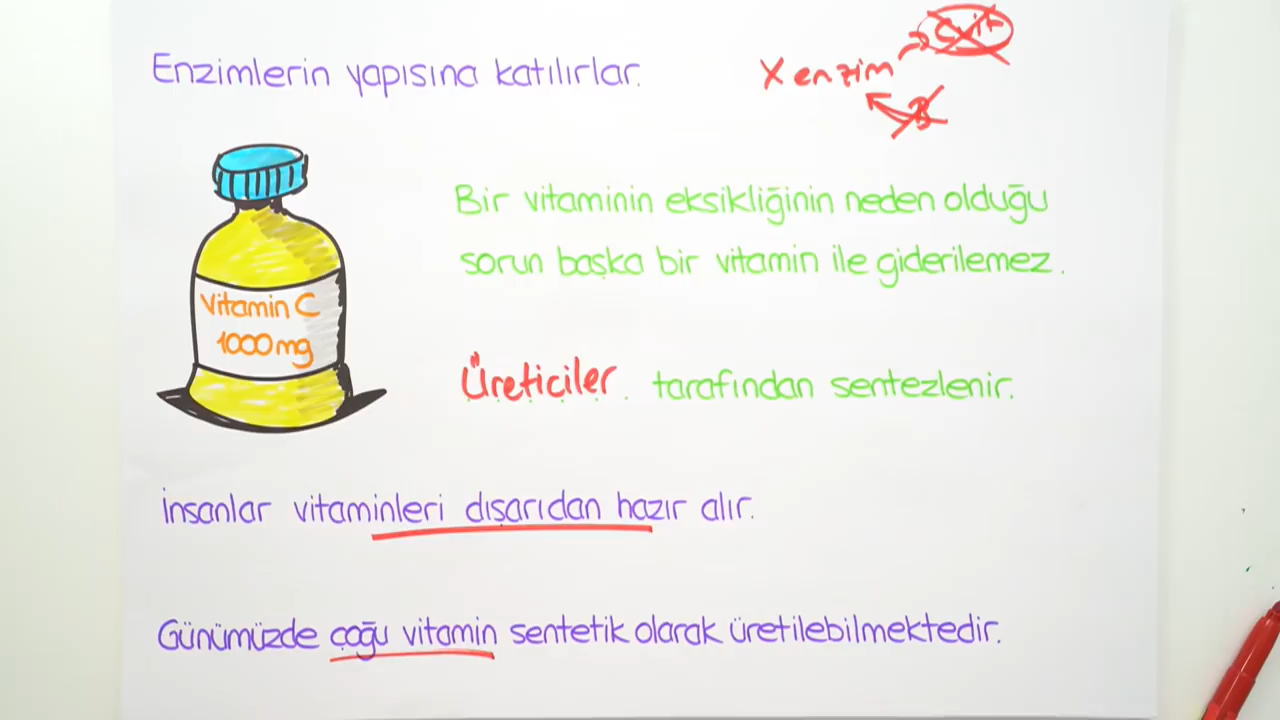 Enzimlerin yapısına katılırlar.
X enzim
C vit
B
Bir vitaminin eksikliğinin neden olduğu
sorun başka bir vitamin ile giderilemez.
Vitamin C
1000 mg
Üreticiler tarafından sentezlenir.
İnsanlar vitaminleri dışarıdan hazır alır.
Günümüzde çoğu vitamin sentetik olarak üretilebilmektedir.